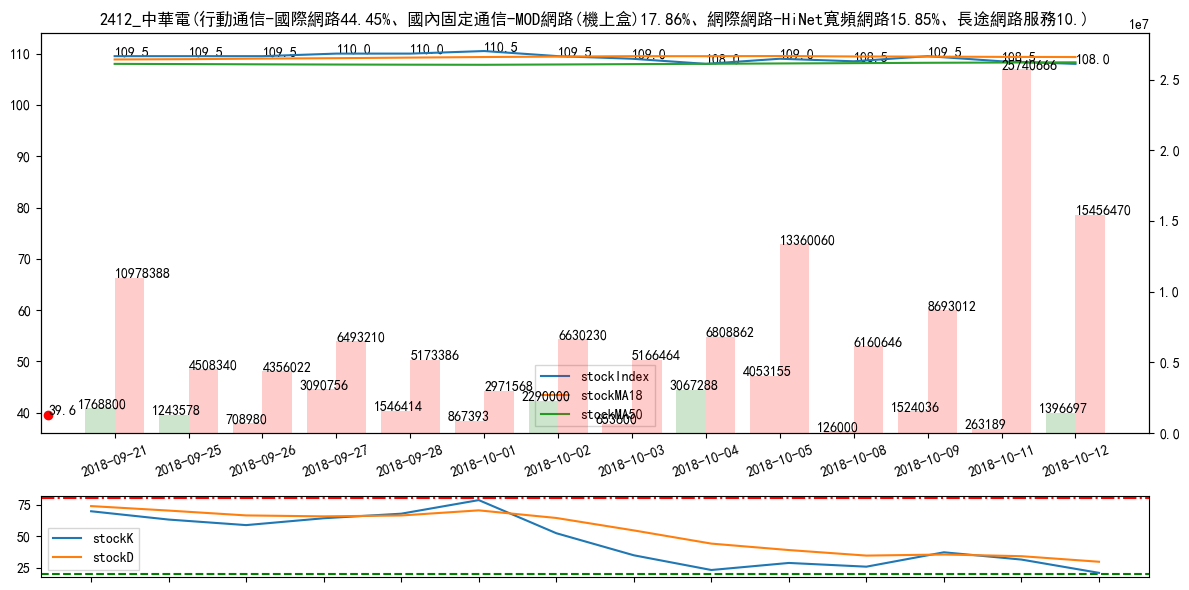 2412_中華電(行動通信-國際網路44.45%、國內固定通信-MOD網路(機上盒)17.86%、網際網路-HiNet寬頻網路15.85%、長途網路服務10.)
1e7
110
109.5 109.5 109.5 110.0 110.0 110.5 109.5 109.0 108.0 109.0 108.5 109.5 108.5 108.0
25740666
2.5
100
90
2.0
80
15456470
1.5
70
13360060
10978388
60
1.0
8693012
50
6493210 6630230 6808862 6160646
5173386 5166464
0.5
4508340 4356022 3090756 2971568 3067288 4053155
40
39.6 1768800 1243578 708980 1546414 867393 2290000 653600 126000 1524036 263189 1396697
stockIndex
stockMA18
stockMA50
0.0
2018-09-21 2018-09-25 2018-09-26 2018-09-27 2018-09-28 2018-10-01 2018-10-02 2018-10-03 2018-10-04 2018-10-05 2018-10-08 2018-10-09 2018-10-11 2018-10-12
75
50
25
stockK
stockD